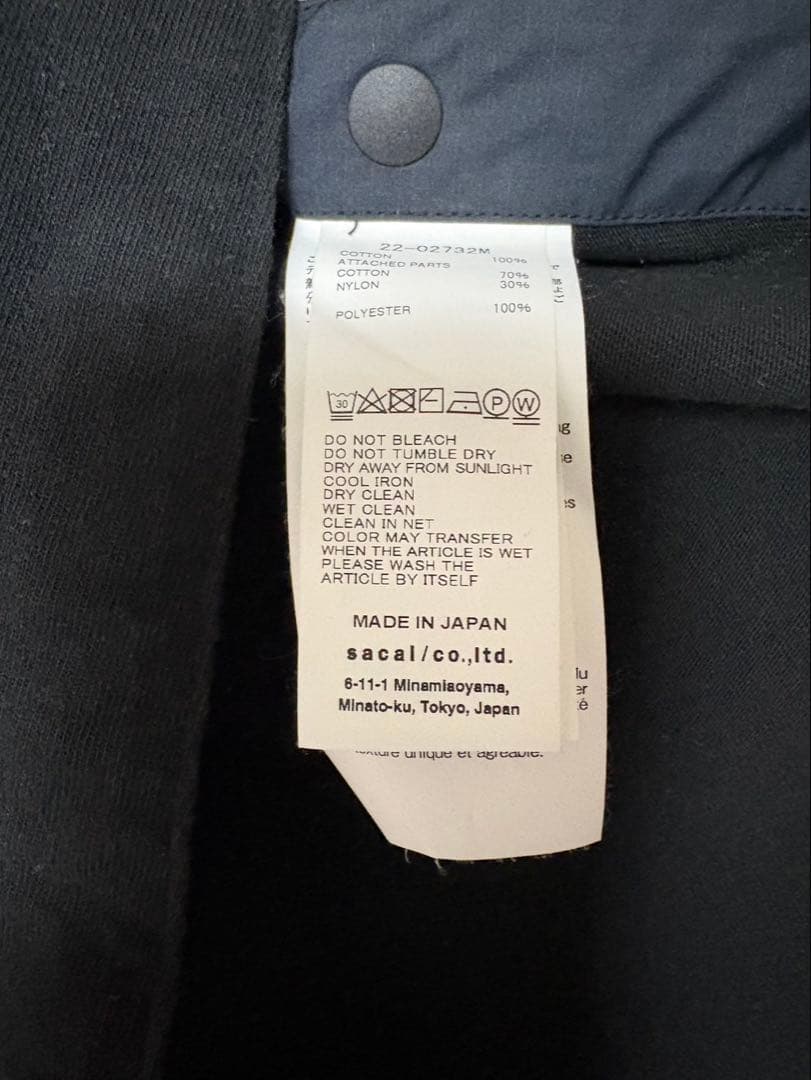 22-02732M
COTTON 100%
ATTACHED PARTS
COTTON 70%
NYLON 30%
POLYESTER 100%
30
P
W
DO NOT BLEACH
DO NOT TUMBLE DRY
DRY AWAY FROM SUNLIGHT
COOL IRON
DRY CLEAN
WET CLEAN
CLEAN IN NET
COLOR MAY TRANSFER
WHEN THE ARTICLE IS WET
PLEASE WASH THE
ARTICLE BY ITSELF
MADE IN JAPAN
sacai/co.,ltd.
6-11-1 Minamiaoyama,
Minato-ku, Tokyo, Japan
unique et agréable.